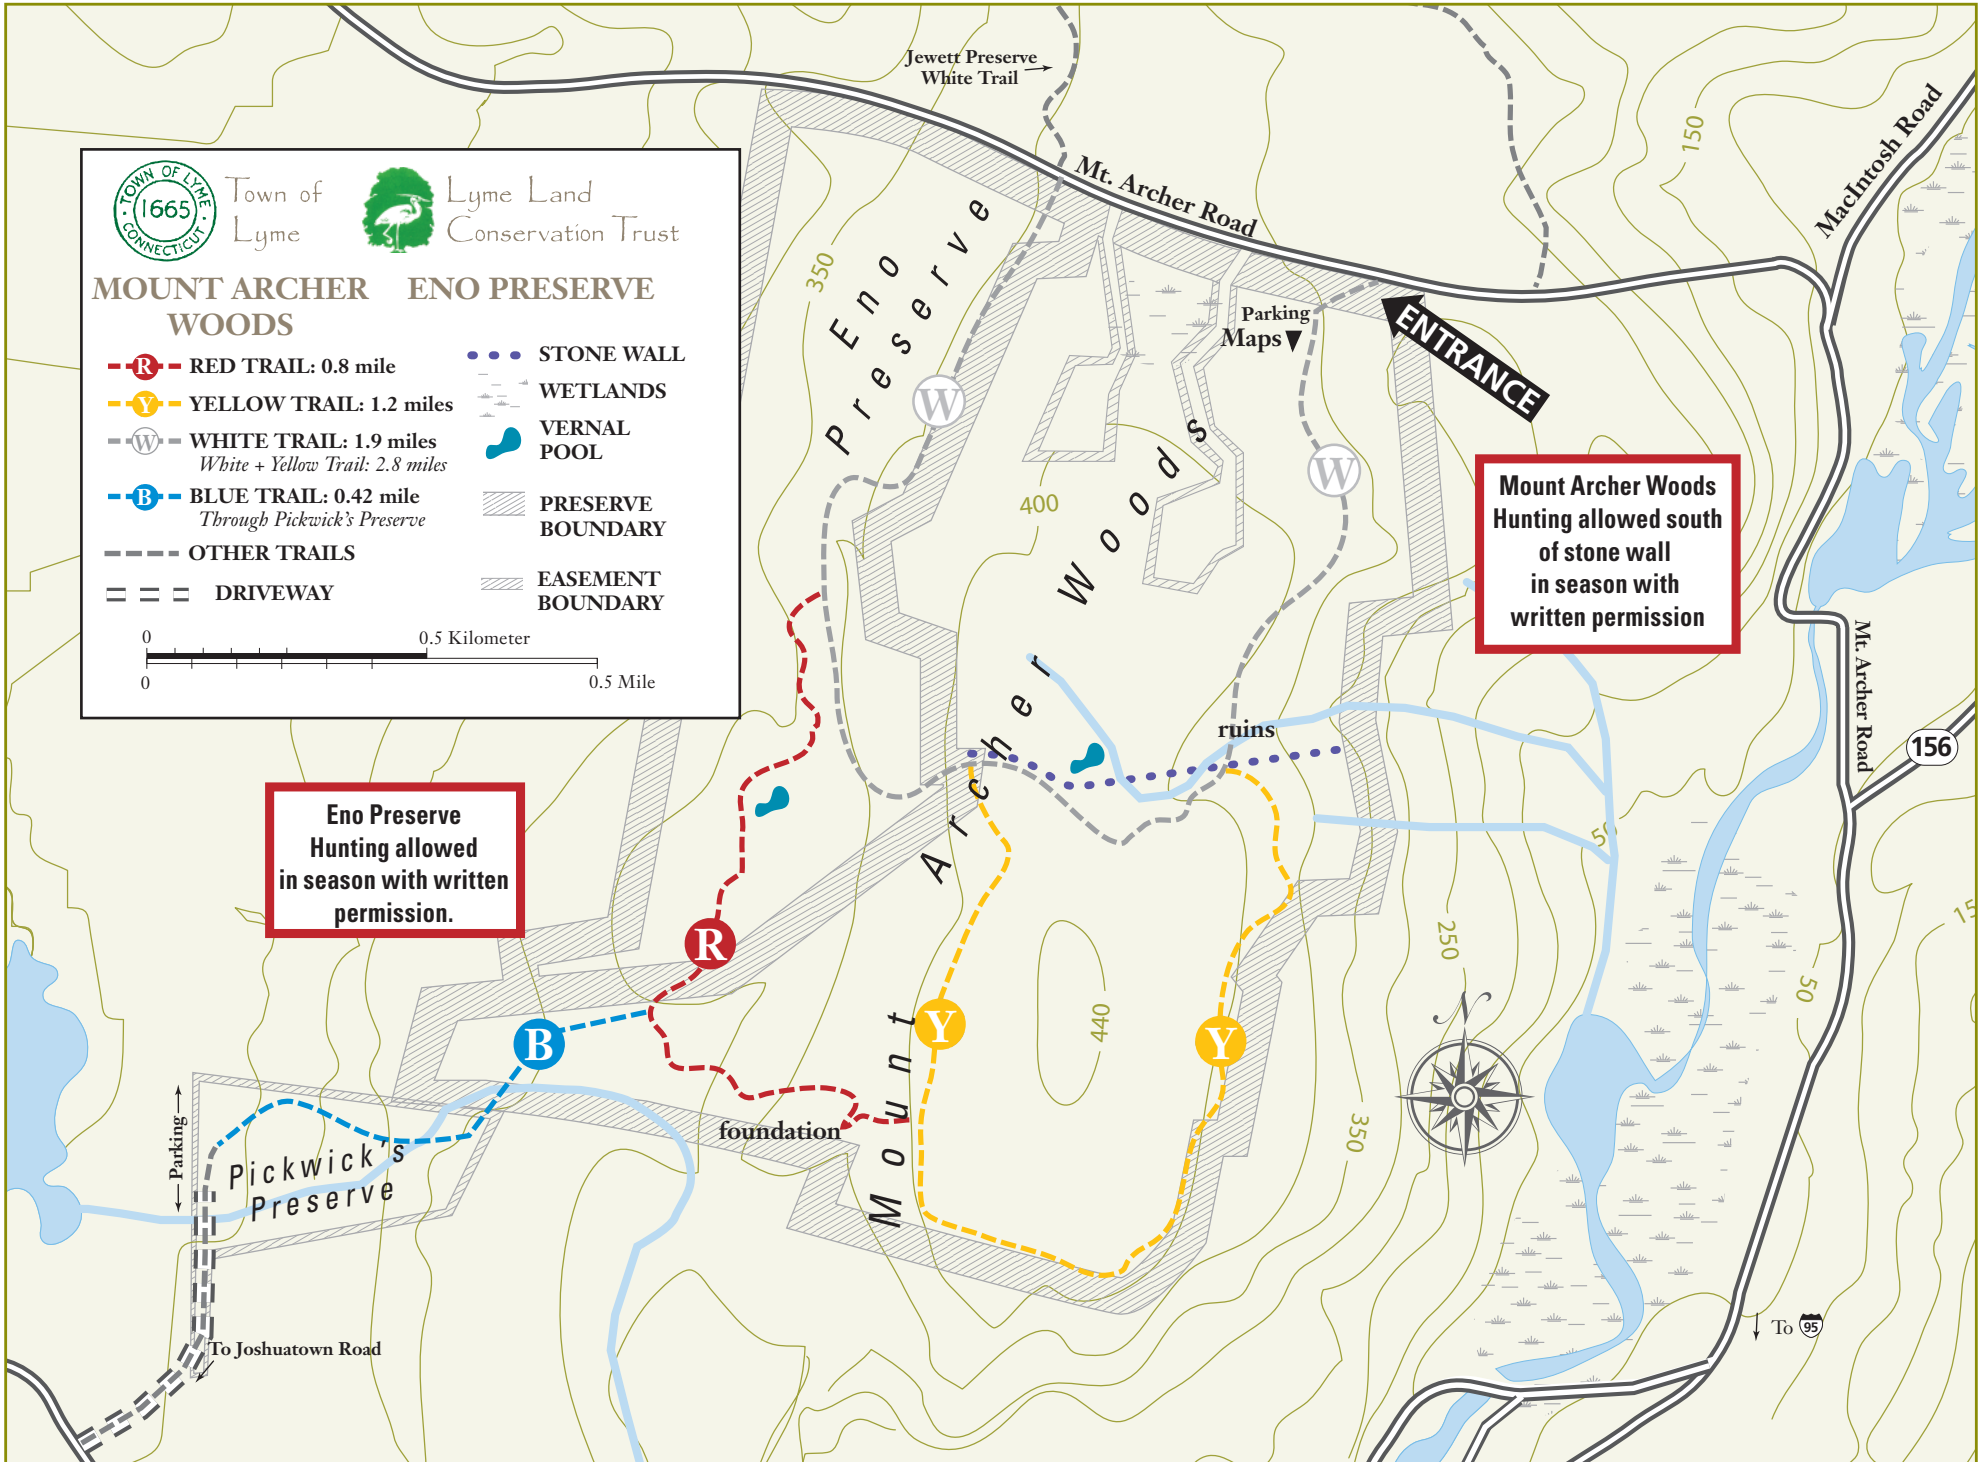 Jewett Preserve
White Trail
TOWN OF LYME
1665
CONNECTICUT
Town of
Lyme
Lyme Land
Conservation Trust
MOUNT ARCHER
WOODS
ENO PRESERVE
R RED TRAIL: 0.8 mile
Y YELLOW TRAIL: 1.2 miles
W WHITE TRAIL: 1.9 miles
White + Yellow Trail: 2.8 miles
B BLUE TRAIL: 0.42 mile
Through Pickwick's Preserve
OTHER TRAILS
DRIVEWAY
STONE WALL
WETLANDS
VERNAL
POOL
PRESERVE
BOUNDARY
EASEMENT
BOUNDARY
0 0.5 Kilometer
0 0.5 Mile
Mt. Archer Road
MacIntosh Road
150
350
Eno
Preserve
Parking
Maps
ENTRANCE
W
W
400
Mount Archer Woods
Mount Archer Woods
Hunting allowed south
of stone wall
in season with
written permission
Mt. Archer Road
156
ruins
Eno Preserve
Hunting allowed
in season with written
permission.
50
R
250
15
50
440
Y
Y
B
N
350
foundation
Parking
Pickwick's
Preserve
To Joshuatown Road
To 95